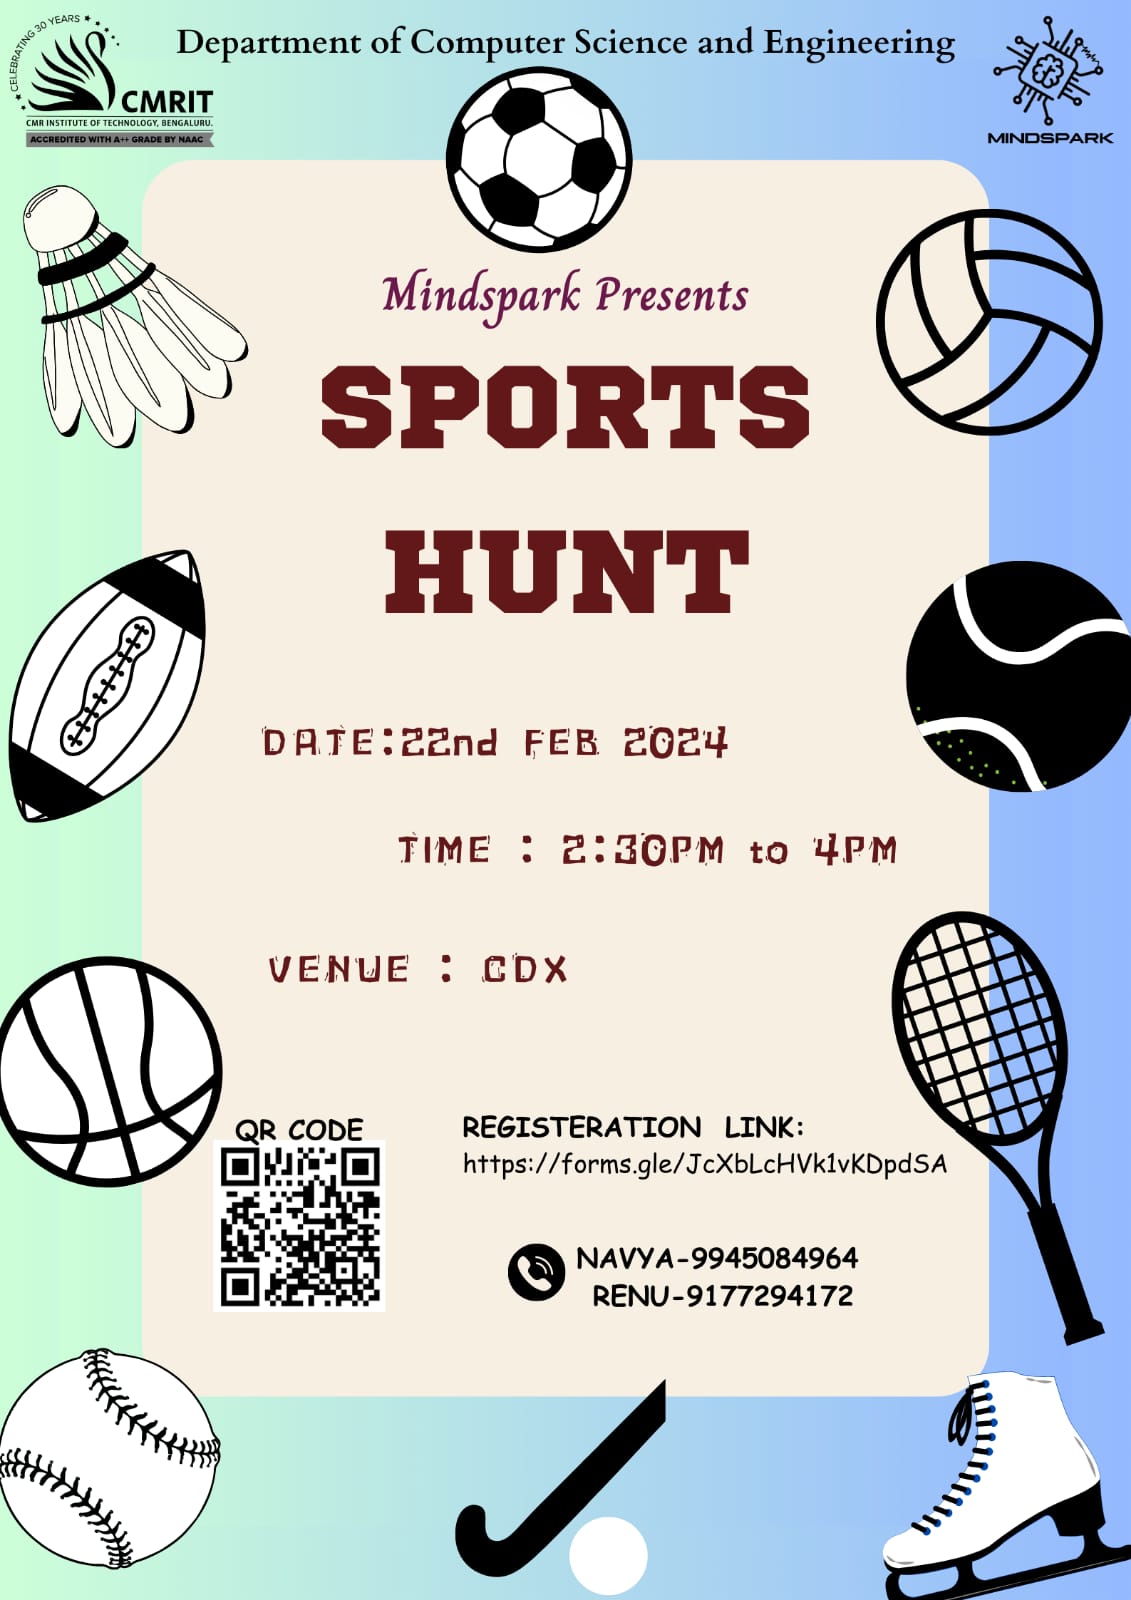 CELEBRATING 30 YEARS
CMRIT
CMR INSTITUTE OF TECHNOLOGY, BENGALURU.
ACCREDITED WITH A++ GRADE BY NAAC
Department of Computer Science and Engineering
MINDSPARK
Mindspark Presents
SPORTS
HUNT
DATE:22nd FEB 2024
TIME : 2:30PM to 4PM
VENUE : CDX
QR CODE
REGISTERATION LINK:
https://forms.gle/JcXbLcHVk1vKDpdSA
NAVYA-9945084964
RENU-9177294172